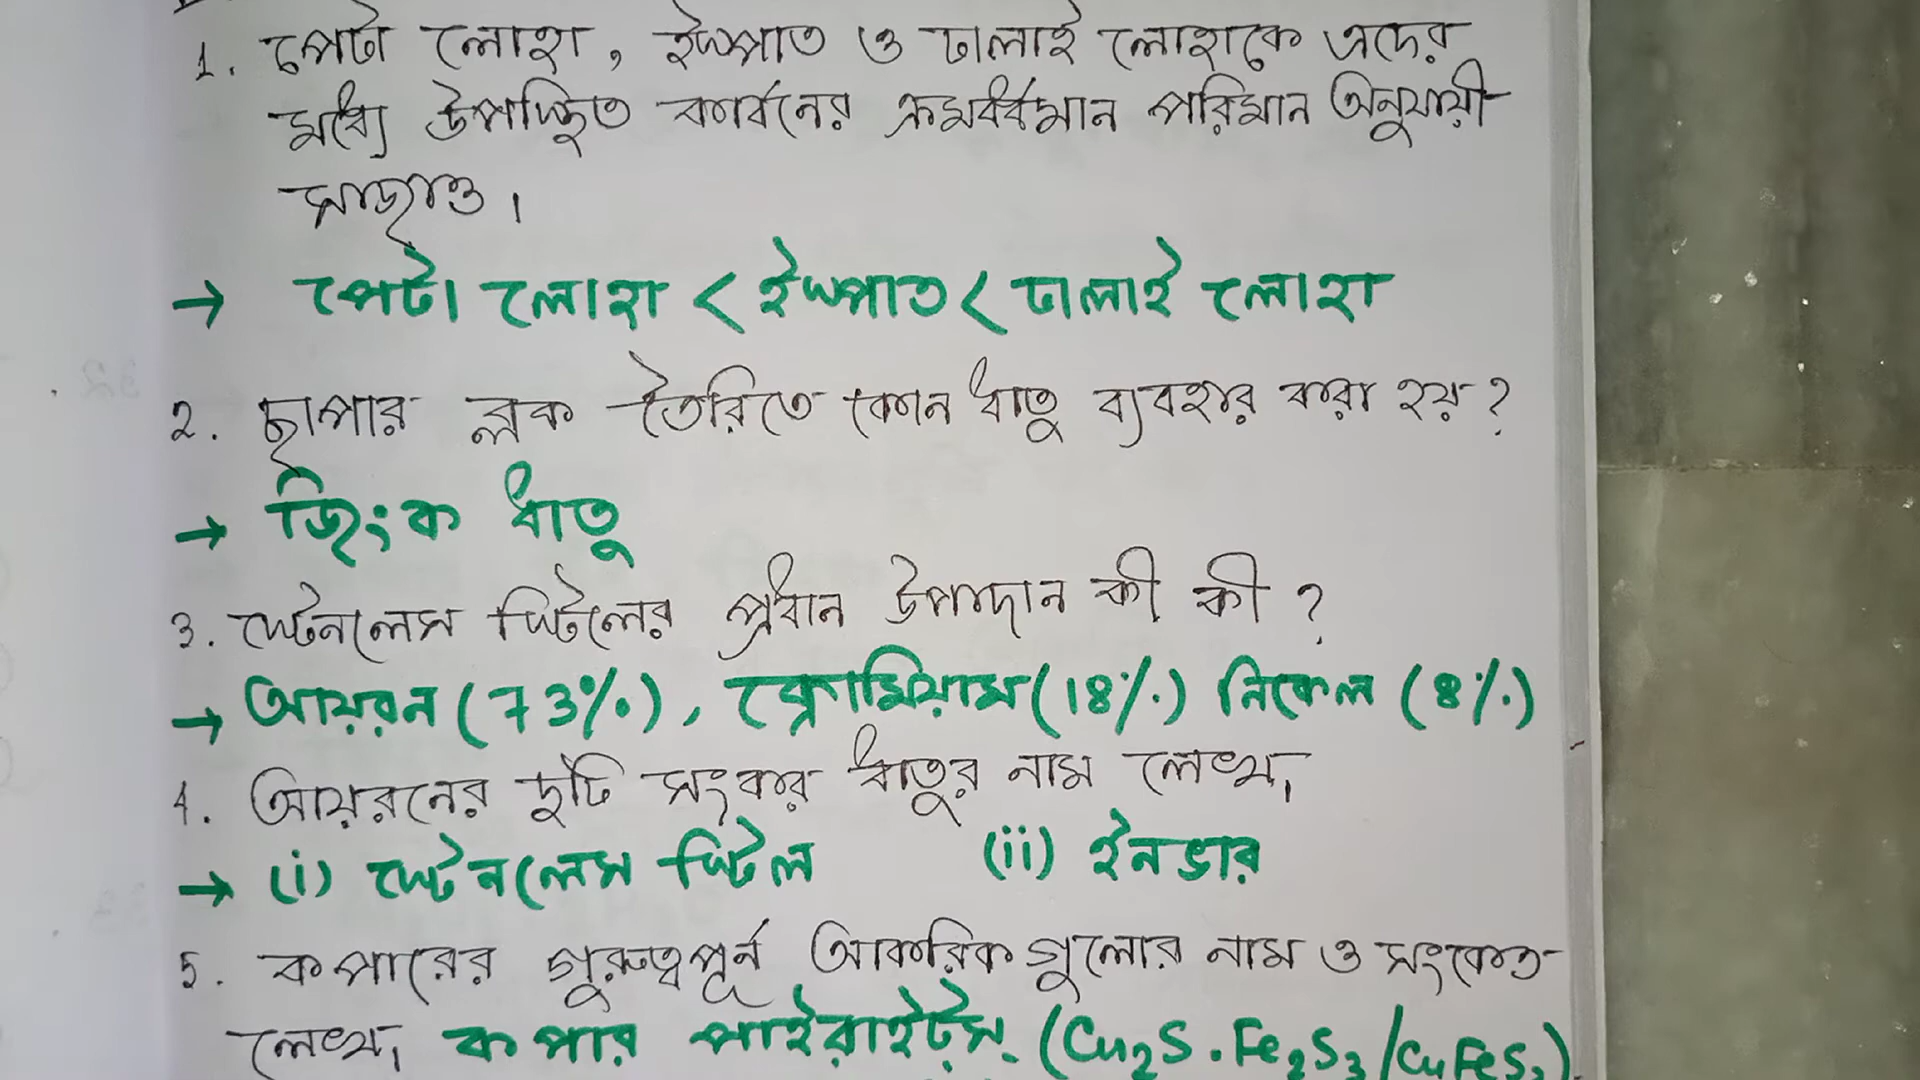 1. পেটা লোহা, ইস্পাত ও ঢালাই লোহাকে এদের
মধ্যে উপস্থিত কার্বনের ক্রমবর্ধমান পরিমান অনুযায়ী
সাজাও।
→ পেটা লোহা < ইস্পাত < ঢালাই লোহা
2. ছাপার ব্লক তৈরিতে কোন ধাতু ব্যবহার করা হয়?
→ জিংক ধাতু
3. স্টেনলেস স্টিলের প্রধান উপাদান কী কী?
→ আয়রন (73%), ক্রোমিয়াম (18%) নিকেল (8%)
4. আয়রনের দুটি সংকর ধাতুর নাম লেখ।
→ (i) স্টেনলেস স্টিল (ii) ইনভার
5. কপারের গুরুত্বপূর্ন আকরিক গুলোর নাম ও সংকেত
লেখ। কপার পাইরাইটস্ (Cu₂S.Fe₂S₃/CuFeS₂)